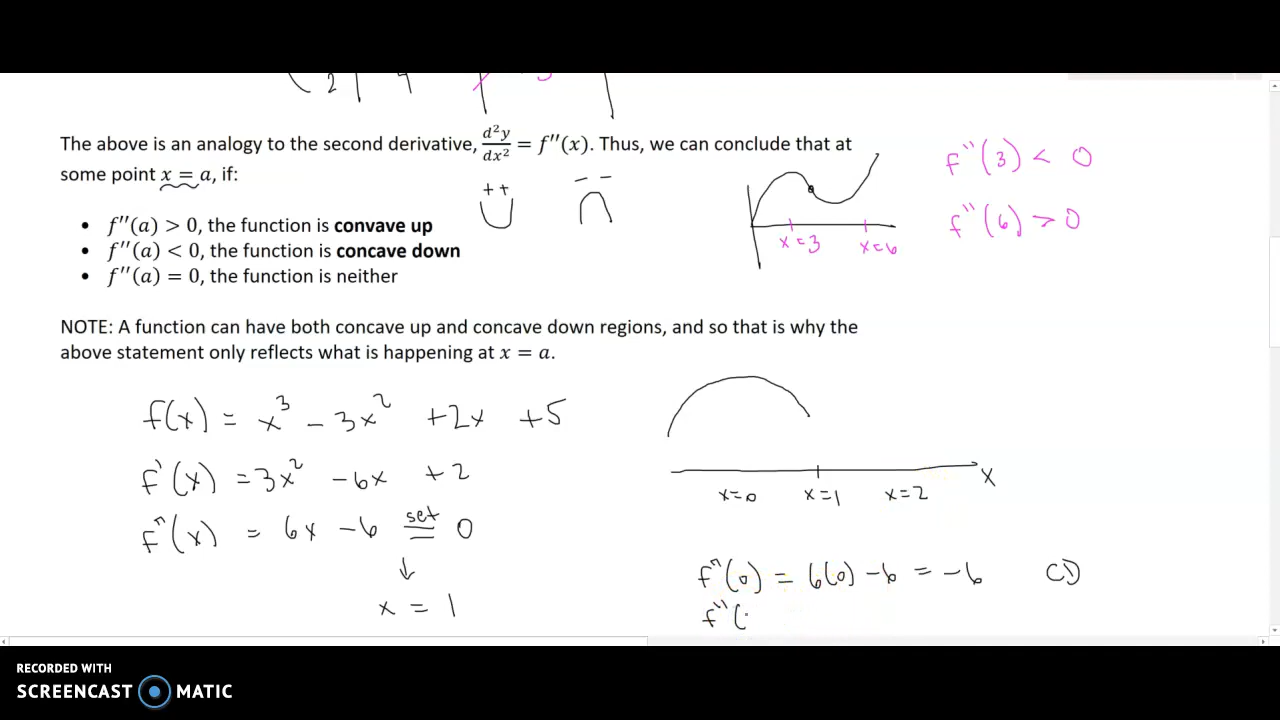 2 4
The above is an analogy to the second derivative, d²y/dx² = f''(x). Thus, we can conclude that at
some point x = a, if:
++ − −
• f''(a) > 0, the function is convave up
• f''(a) < 0, the function is concave down
• f''(a) = 0, the function is neither
f''(3) < 0
f''(6) > 0
x=3 x=6
NOTE: A function can have both concave up and concave down regions, and so that is why the
above statement only reflects what is happening at x = a.
f(x) = x³ − 3x² + 2x + 5
f'(x) = 3x² − 6x + 2
f''(x) = 6x − 6 set = 0
↓
x = 1
x=0 x=1 x=2 x
f''(0) = 6(0) − 6 = −6 CD
f''(
RECORDED WITH
SCREENCAST MATIC